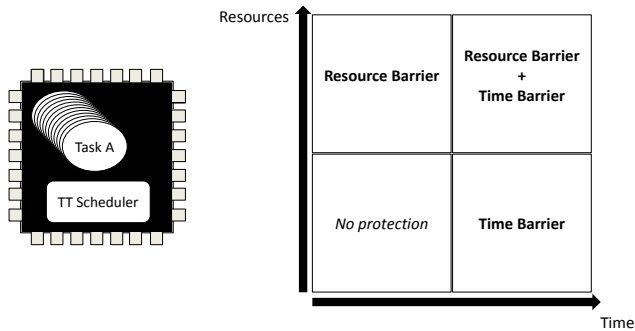 Resources
Task A
TT Scheduler
Resource Barrier
Resource Barrier
+
Time Barrier
No protection
Time Barrier
Time